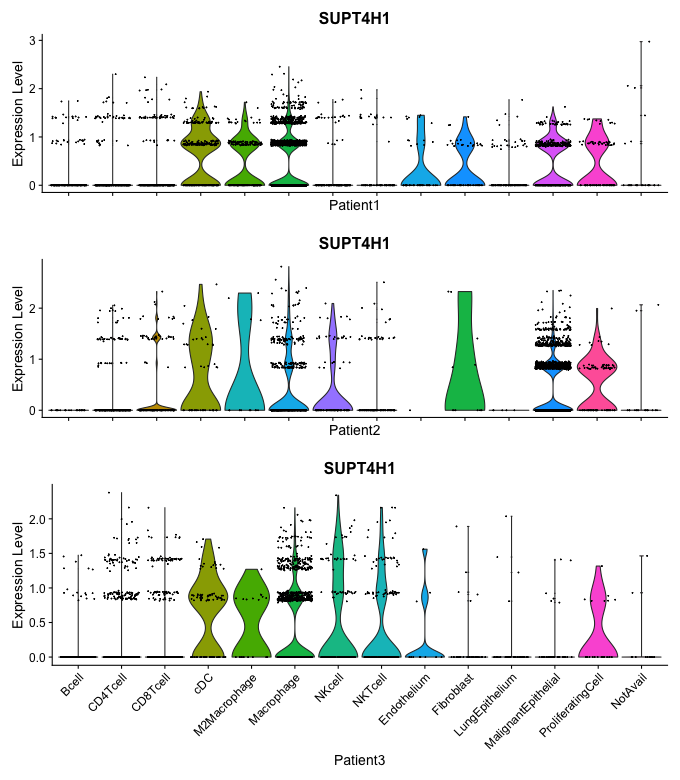 SUPT4H1
Expression Level
3
2
1
0
Patient1
SUPT4H1
Expression Level
2
1
0
Patient2
SUPT4H1
Expression Level
2.0
1.5
1.0
0.5
0.0
Bcell
CD4Tcell
CD8Tcell
cDC
M2Macrophage
Macrophage
NKcell
NKTcell
Endothelium
Fibroblast
LungEpithelium
MalignantEpithelial
ProliferatingCell
NotAvail
Patient3